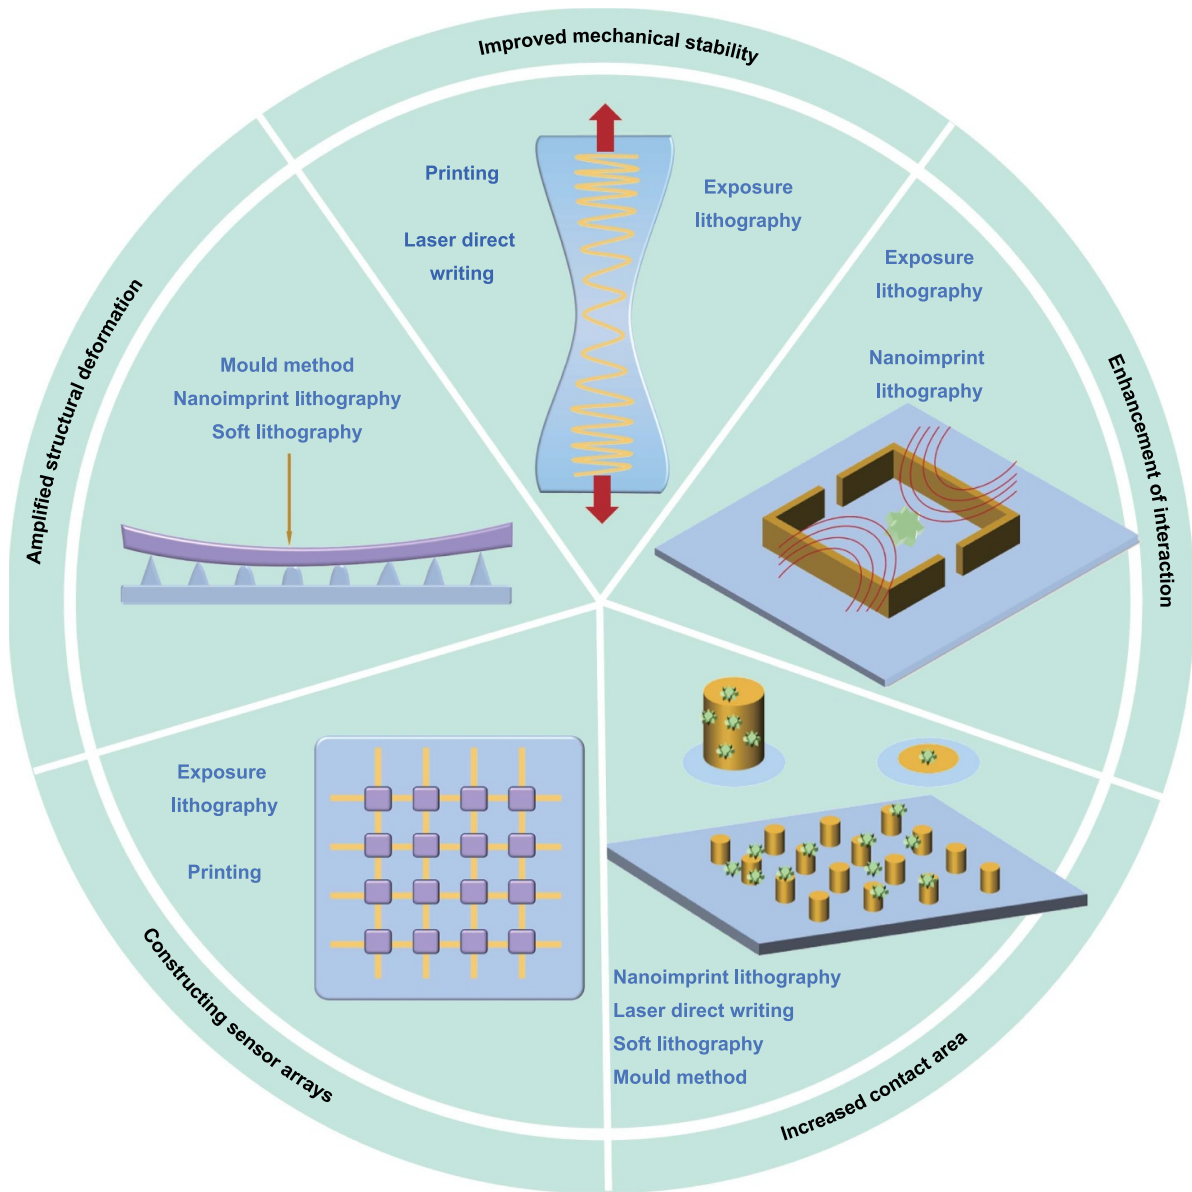 Improved mechanical stability
Printing
Laser direct
writing
Exposure
lithography
Enhancement of interaction
Exposure
lithography
Nanoimprint
lithography
Increased contact area
Nanoimprint lithography
Laser direct writing
Soft lithography
Mould method
Constructing sensor arrays
Exposure
lithography
Printing
Amplified structural deformation
Mould method
Nanoimprint lithography
Soft lithography